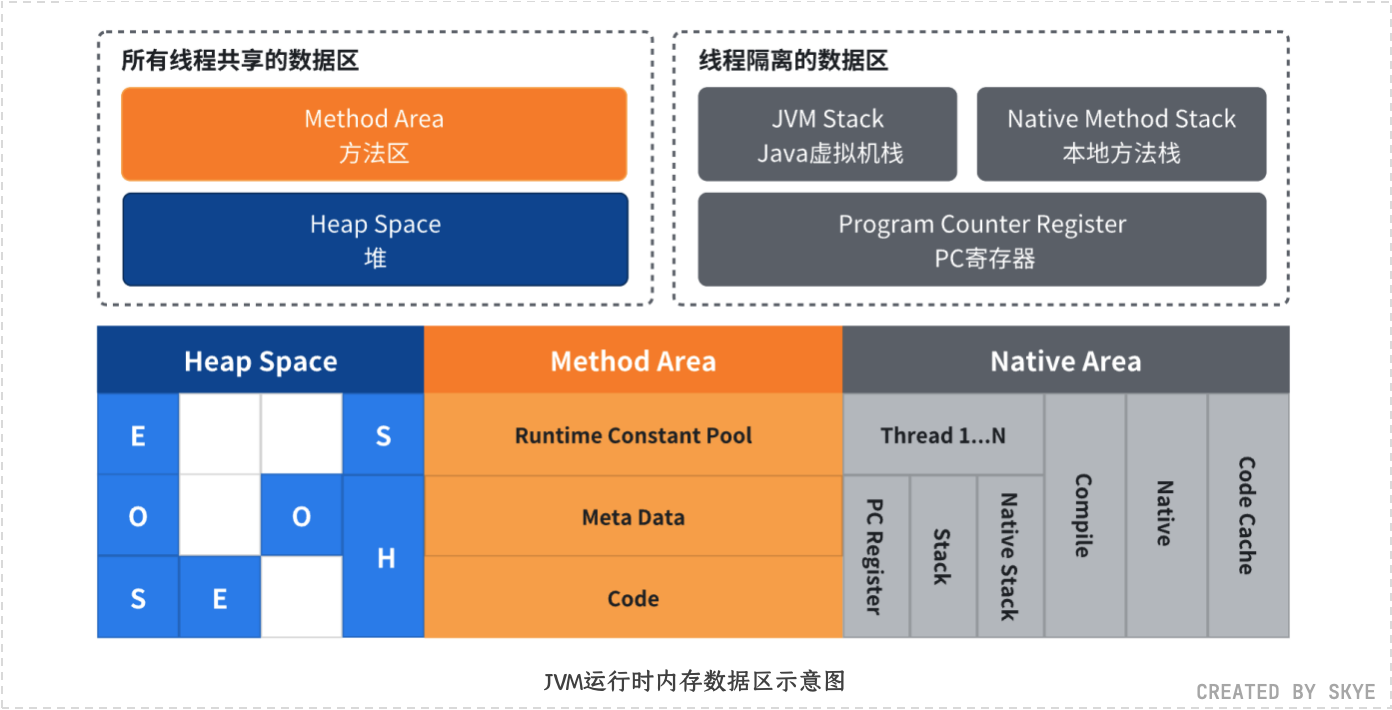 所有线程共享的数据区
Method Area
方法区
Heap Space
堆
线程隔离的数据区
JVM Stack
Java虚拟机栈
Native Method Stack
本地方法栈
Program Counter Register
PC寄存器
Heap Space
Method Area
Native Area
E
S
O
O
H
S
E
Runtime Constant Pool
Meta Data
Code
Thread 1...N
PC Register
Stack
Native Stack
Compile
Native
Code Cache
JVM运行时内存数据区示意图
CREATED BY SKYE